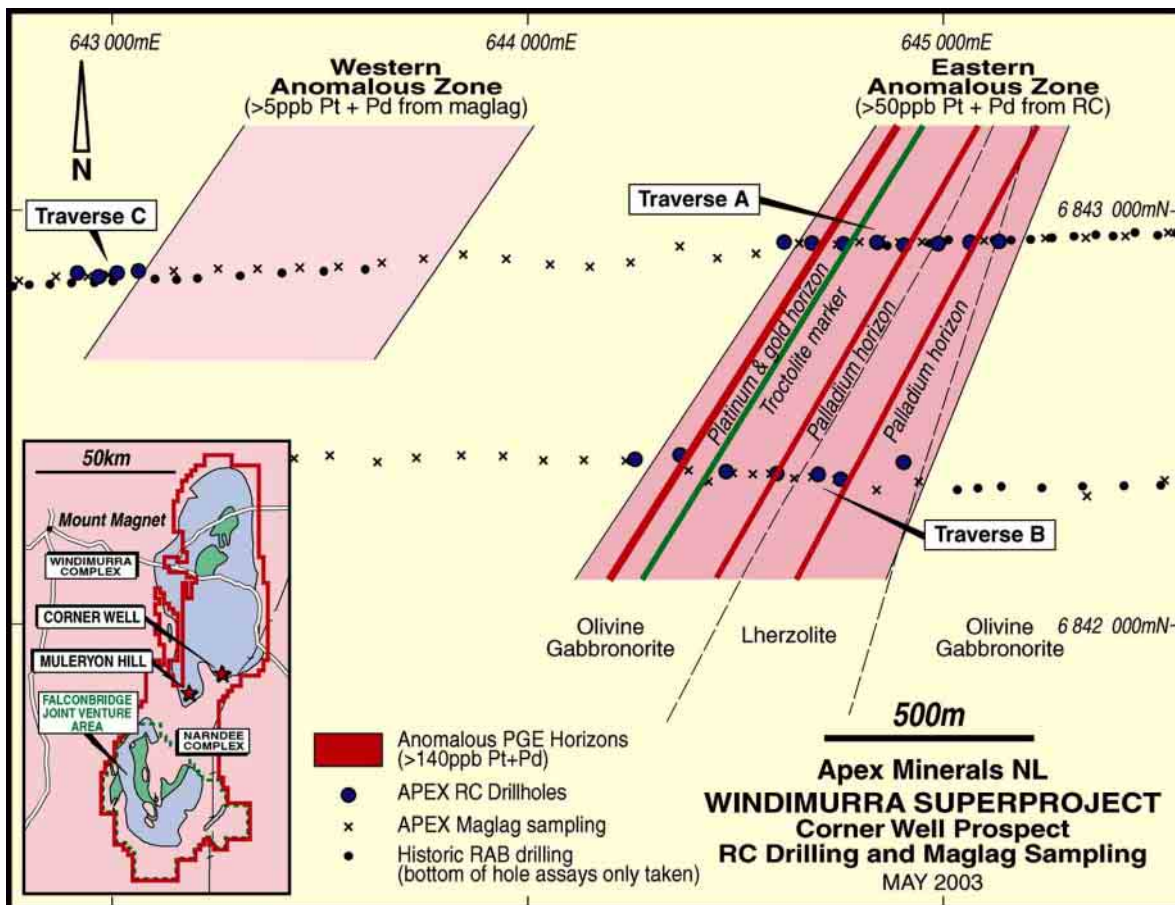 643 000mE
644 000mE
645 000mE
Western
Anomalous Zone
(>5ppb Pt + Pd from maglag)
Eastern
Anomalous Zone
(>50ppb Pt + Pd from RC)
N
Traverse C
Traverse A
6 843 000mN
Platinum & gold horizon
Troctolite marker
Palladium horizon
Palladium horizon
Traverse B
Olivine
Gabbronorite
Lherzolite
Olivine
Gabbronorite
6 842 000mN
50km
Mount Magnet
WINDIMURRA
COMPLEX
CORNER WELL
MULERYON HILL
FALCONBRIDGE
JOINT VENTURE
AREA
NARNDEE
COMPLEX
Anomalous PGE Horizons
(>140ppb Pt+Pd)
APEX RC Drillholes
APEX Maglag sampling
Historic RAB drilling
(bottom of hole assays only taken)
500m
Apex Minerals NL
WINDIMURRA SUPERPROJECT
Corner Well Prospect
RC Drilling and Maglag Sampling
MAY 2003